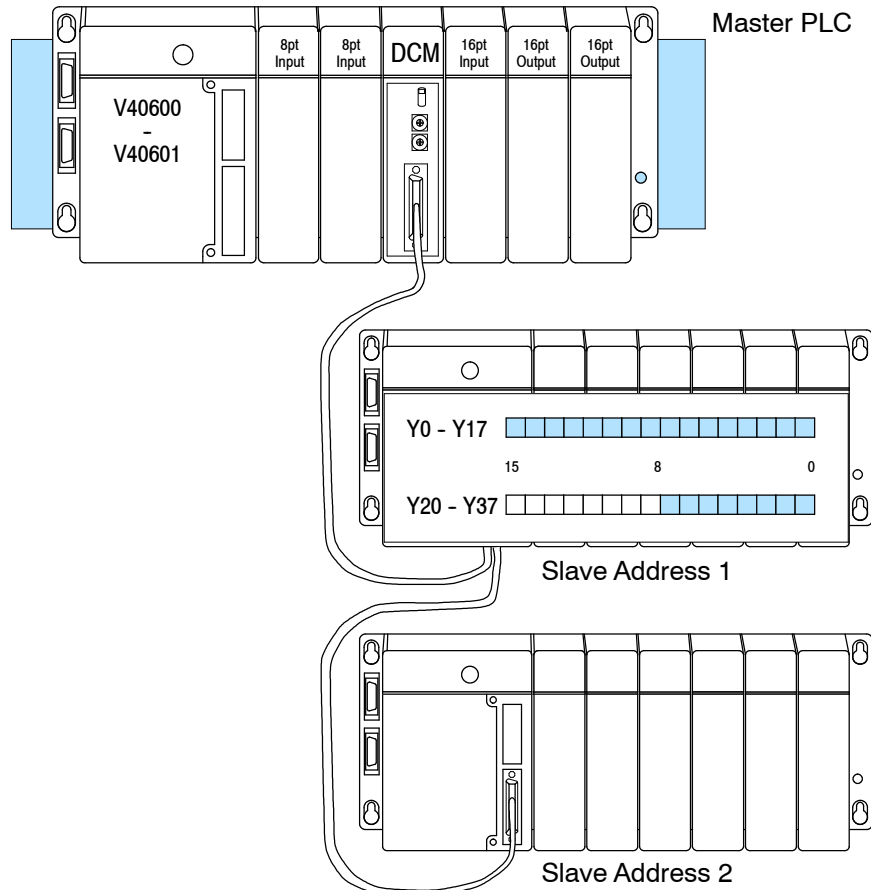 Master PLC
8pt
Input
8pt
Input
DCM
16pt
Input
16pt
Output
16pt
Output
V40600
-
V40601
Y0 - Y17
15 8 0
Y20 - Y37
Slave Address 1
Slave Address 2